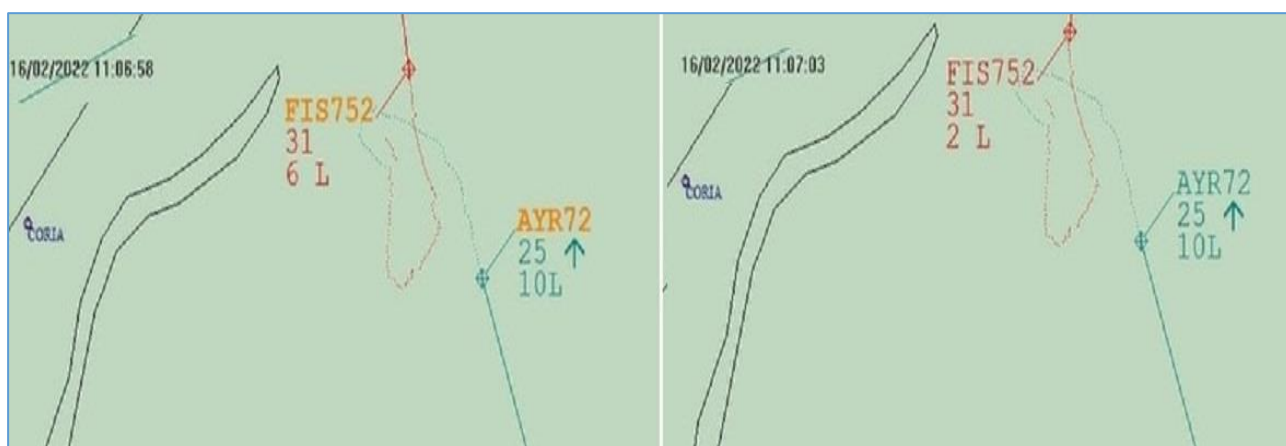 16/02/2022 11:06:58
FIS752
31
6 L
CORIA
AYR72
25 ↑
10L
16/02/2022 11:07:03
FIS752
31
2 L
CORIA
AYR72
25 ↑
10L